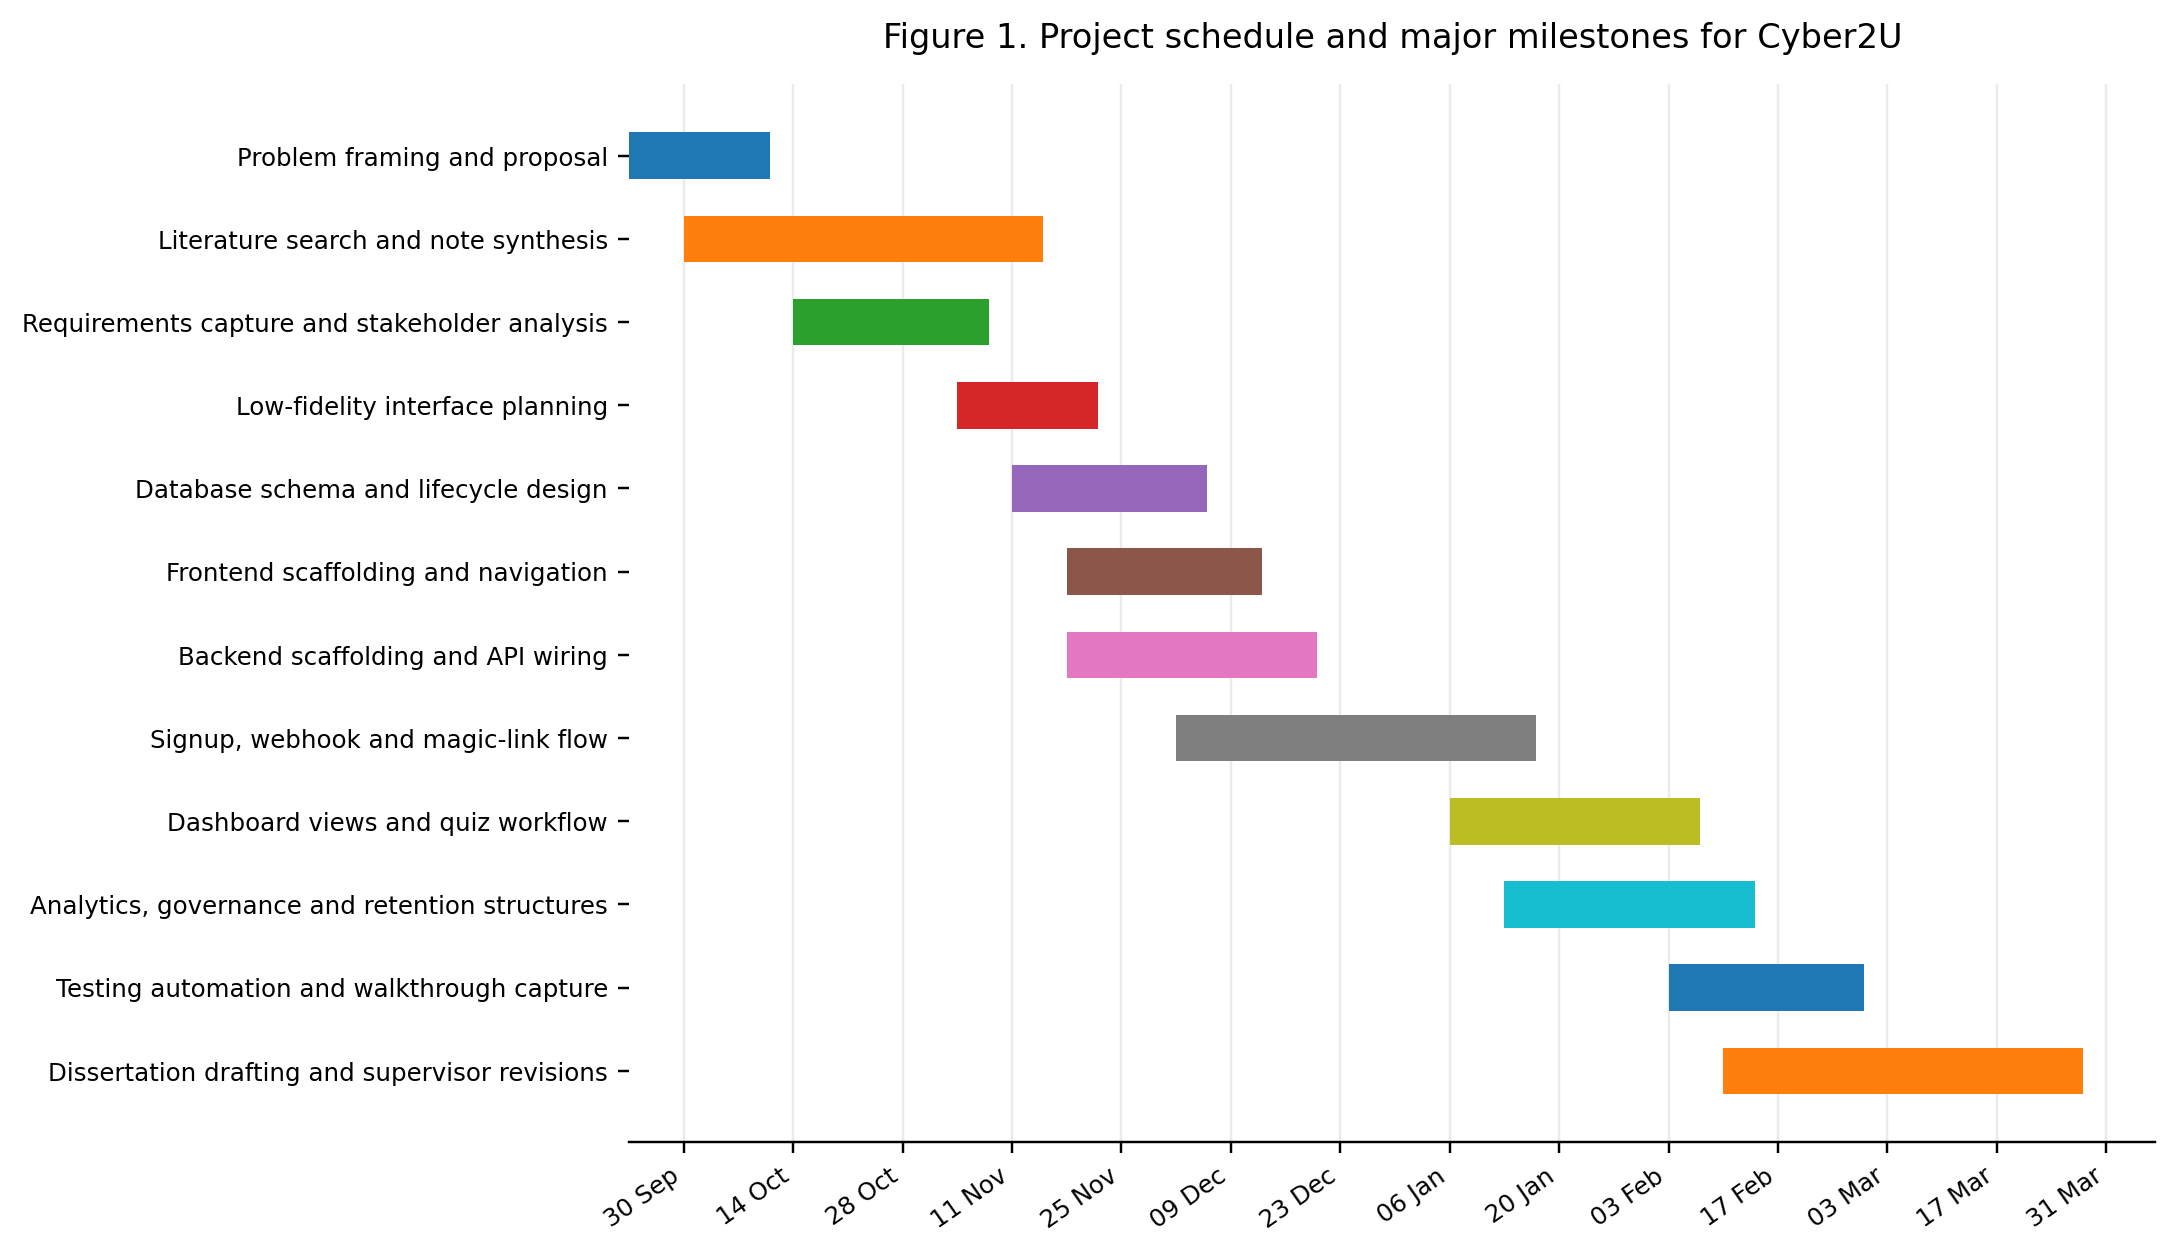 Figure 1. Project schedule and major milestones for Cyber2U
Problem framing and proposal
Literature search and note synthesis
Requirements capture and stakeholder analysis
Low-fidelity interface planning
Database schema and lifecycle design
Frontend scaffolding and navigation
Backend scaffolding and API wiring
Signup, webhook and magic-link flow
Dashboard views and quiz workflow
Analytics, governance and retention structures
Testing automation and walkthrough capture
Dissertation drafting and supervisor revisions
30 Sep
14 Oct
28 Oct
11 Nov
25 Nov
09 Dec
23 Dec
06 Jan
20 Jan
03 Feb
17 Feb
03 Mar
17 Mar
31 Mar